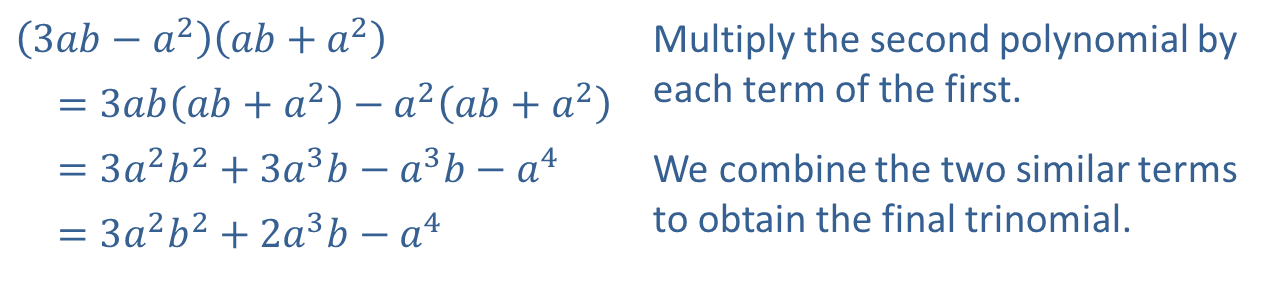 (3ab − a²)(ab + a²)
= 3ab(ab + a²) − a²(ab + a²)
= 3a²b² + 3a³b − a³b − a⁴
= 3a²b² + 2a³b − a⁴
Multiply the second polynomial by
each term of the first.
We combine the two similar terms
to obtain the final trinomial.